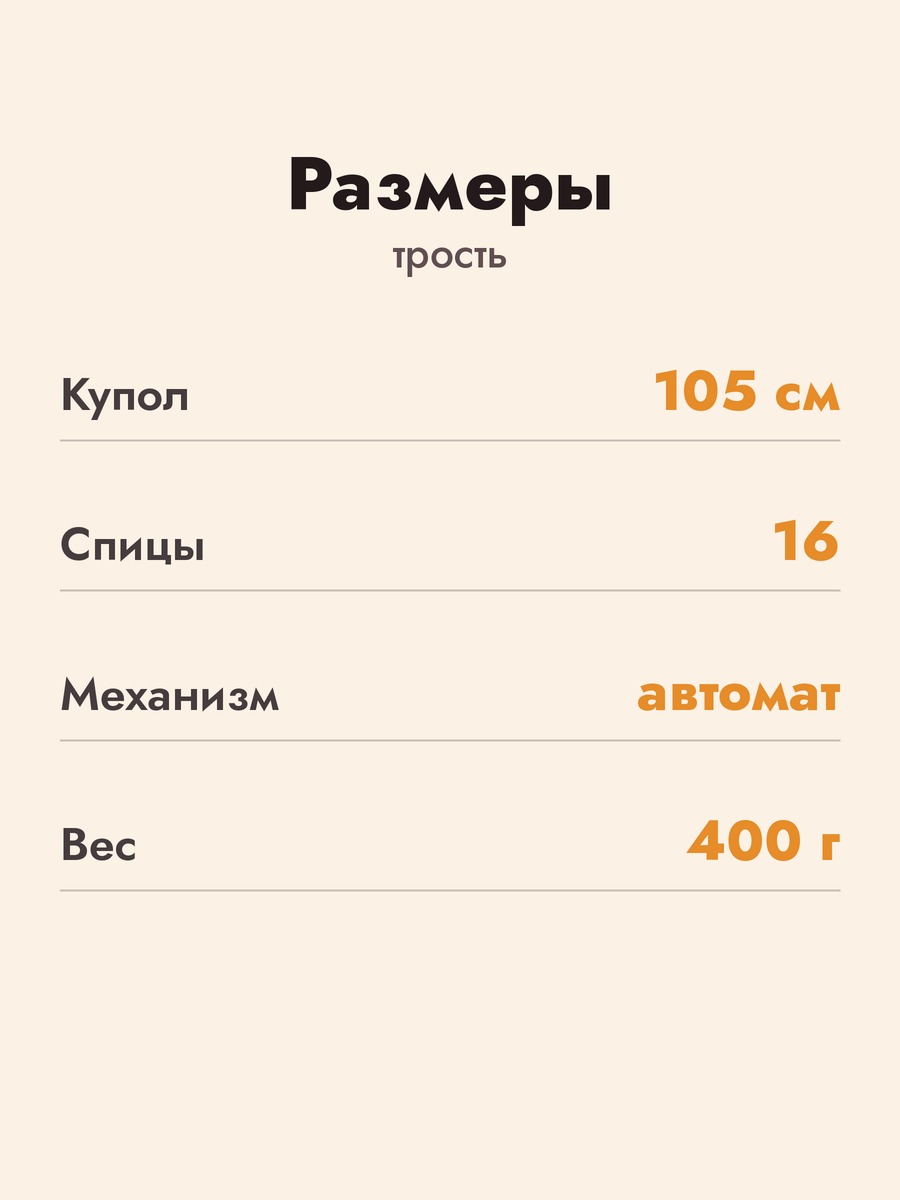 Размеры
трость
Купол 105 см
Спицы 16
Механизм автомат
Вес 400 г